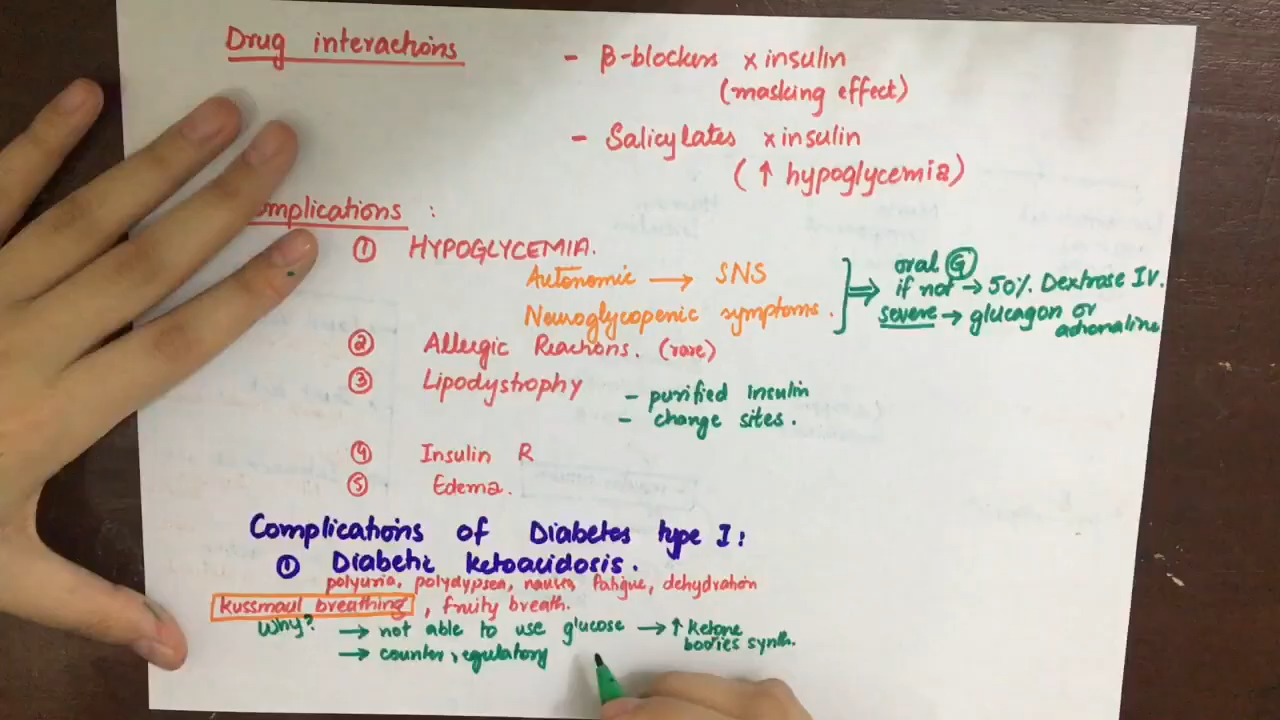 Drug interactions
- β-blockers x insulin
(masking effect)
- Salicylates x insulin
(↑ hypoglycemia)
omplications :
① HYPOGLYCEMIA.
Autonomic → SNS
Neuroglycopenic symptoms.
oral G
if not → 50% Dextrose IV.
severe → glucagon or
adrenaline
② Allergic Reactions. (rare)
③ Lipodystrophy
- purified insulin
- change sites.
④ Insulin R
⑤ Edema.
Complications of Diabetes type I:
① Diabetic ketoacidosis.
polyuria, polydypsea, nausea, fatigue, dehydration
kussmaul breathing, fruity breath.
Why? → not able to use glucose → ↑ ketone
bodies synth.
→ counter regulatory